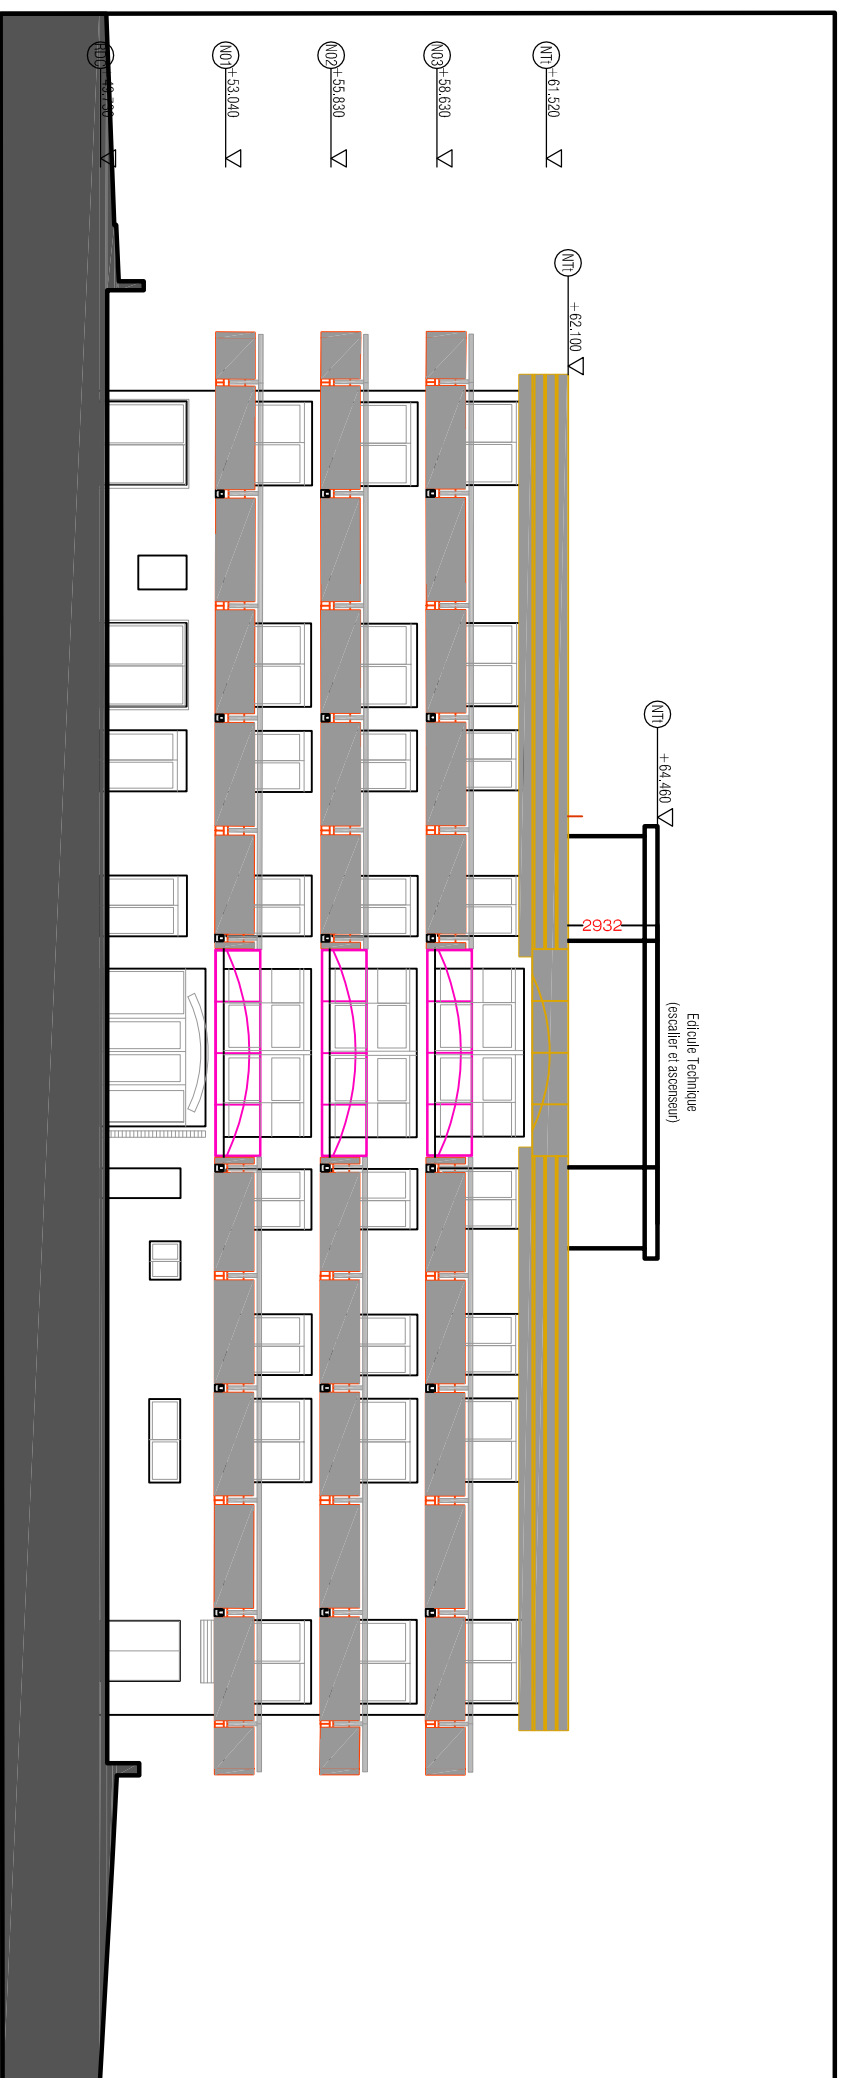 NTt
+64.460
Edicule Technique
(escalier et ascenseur)
2932
NTt
+62.100
NTt
+61.520
N03
+58.630
N02
+55.830
N01
+53.040
RDC